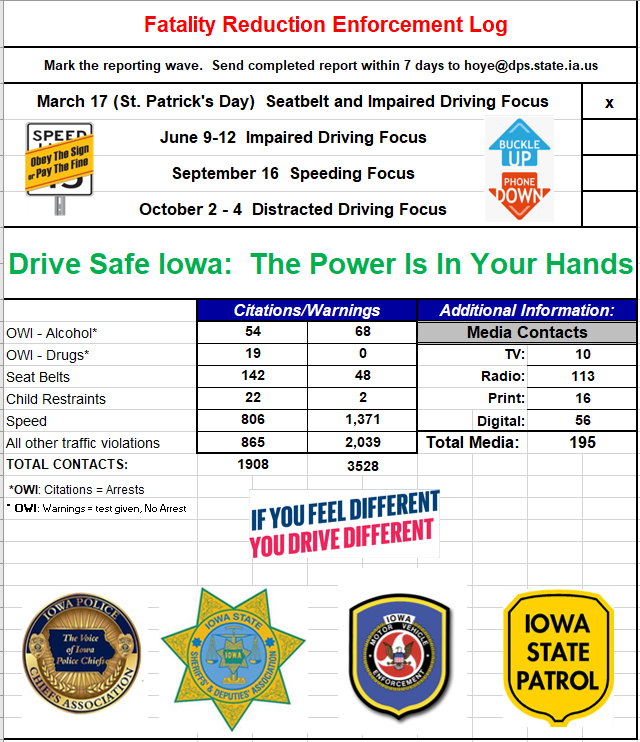 Fatality Reduction Enforcement Log
Mark the reporting wave. Send completed report within 7 days to hoye@dps.state.ia.us
March 17 (St. Patrick's Day) Seatbelt and Impaired Driving Focus x
SPEED
Obey The Sign
or Pay The Fine
June 9-12 Impaired Driving Focus
September 16 Speeding Focus
October 2 - 4 Distracted Driving Focus
BUCKLE
UP
PHONE
DOWN
Drive Safe Iowa: The Power Is In Your Hands
Citations/Warnings Additional Information:
OWI - Alcohol* 54 68 Media Contacts
OWI - Drugs* 19 0 TV: 10
Seat Belts 142 48 Radio: 113
Child Restraints 22 2 Print: 16
Speed 806 1,371 Digital: 56
All other traffic violations 865 2,039 Total Media: 195
TOTAL CONTACTS: 1908 3528
*OWI: Citations = Arrests
* OWI: Warnings = test given, No Arrest
IF YOU FEEL DIFFERENT
YOU DRIVE DIFFERENT
IOWA POLICE
The Voice
of Iowa
Police Chiefs
CHIEFS ASSOCIATION
IOWA STATE
IOWA
SHERIFFS' & DEPUTIES' ASSOCIATION
IOWA
MOTOR VEHICLE
ENFORCEMENT
IOWA
STATE
PATROL